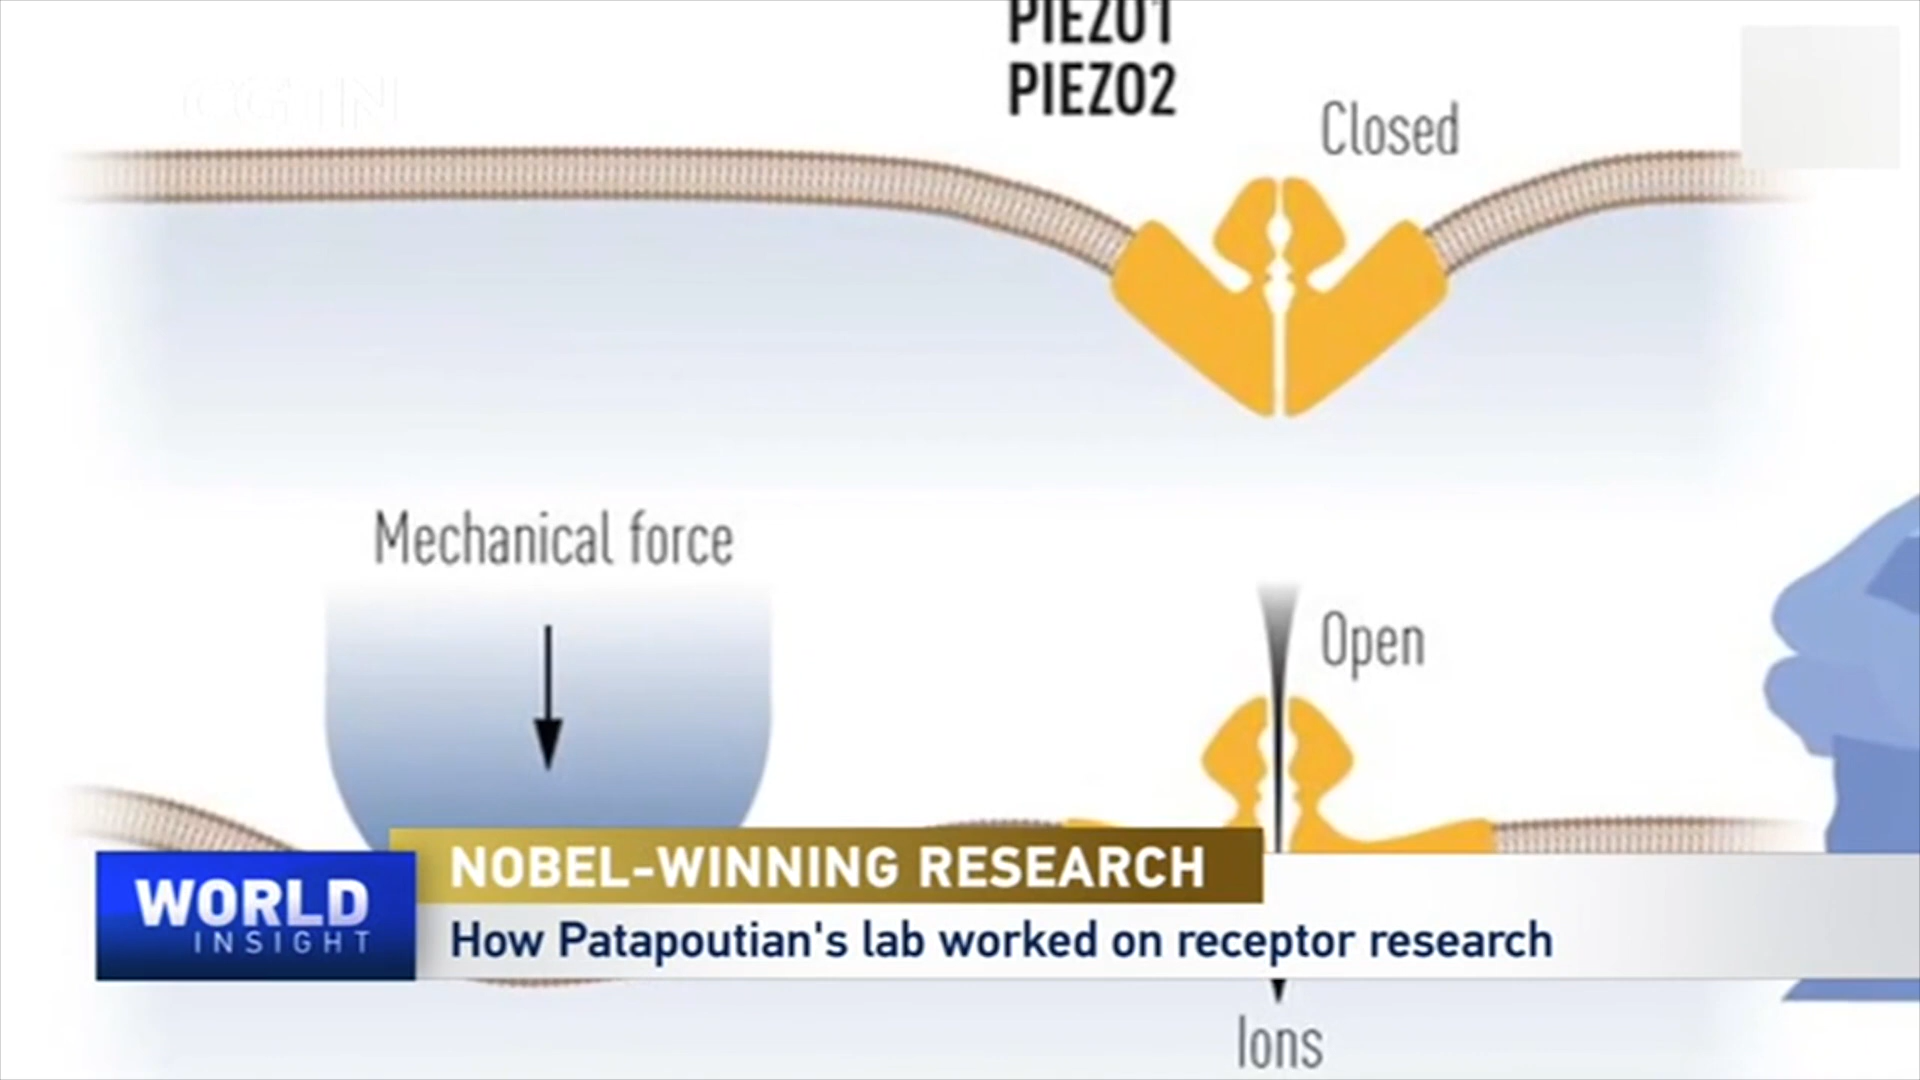 CGTN
PIEZO1
PIEZO2
Closed
Mechanical force
Open
NOBEL-WINNING RESEARCH
WORLD
INSIGHT
How Patapoutian's lab worked on receptor research
Ions